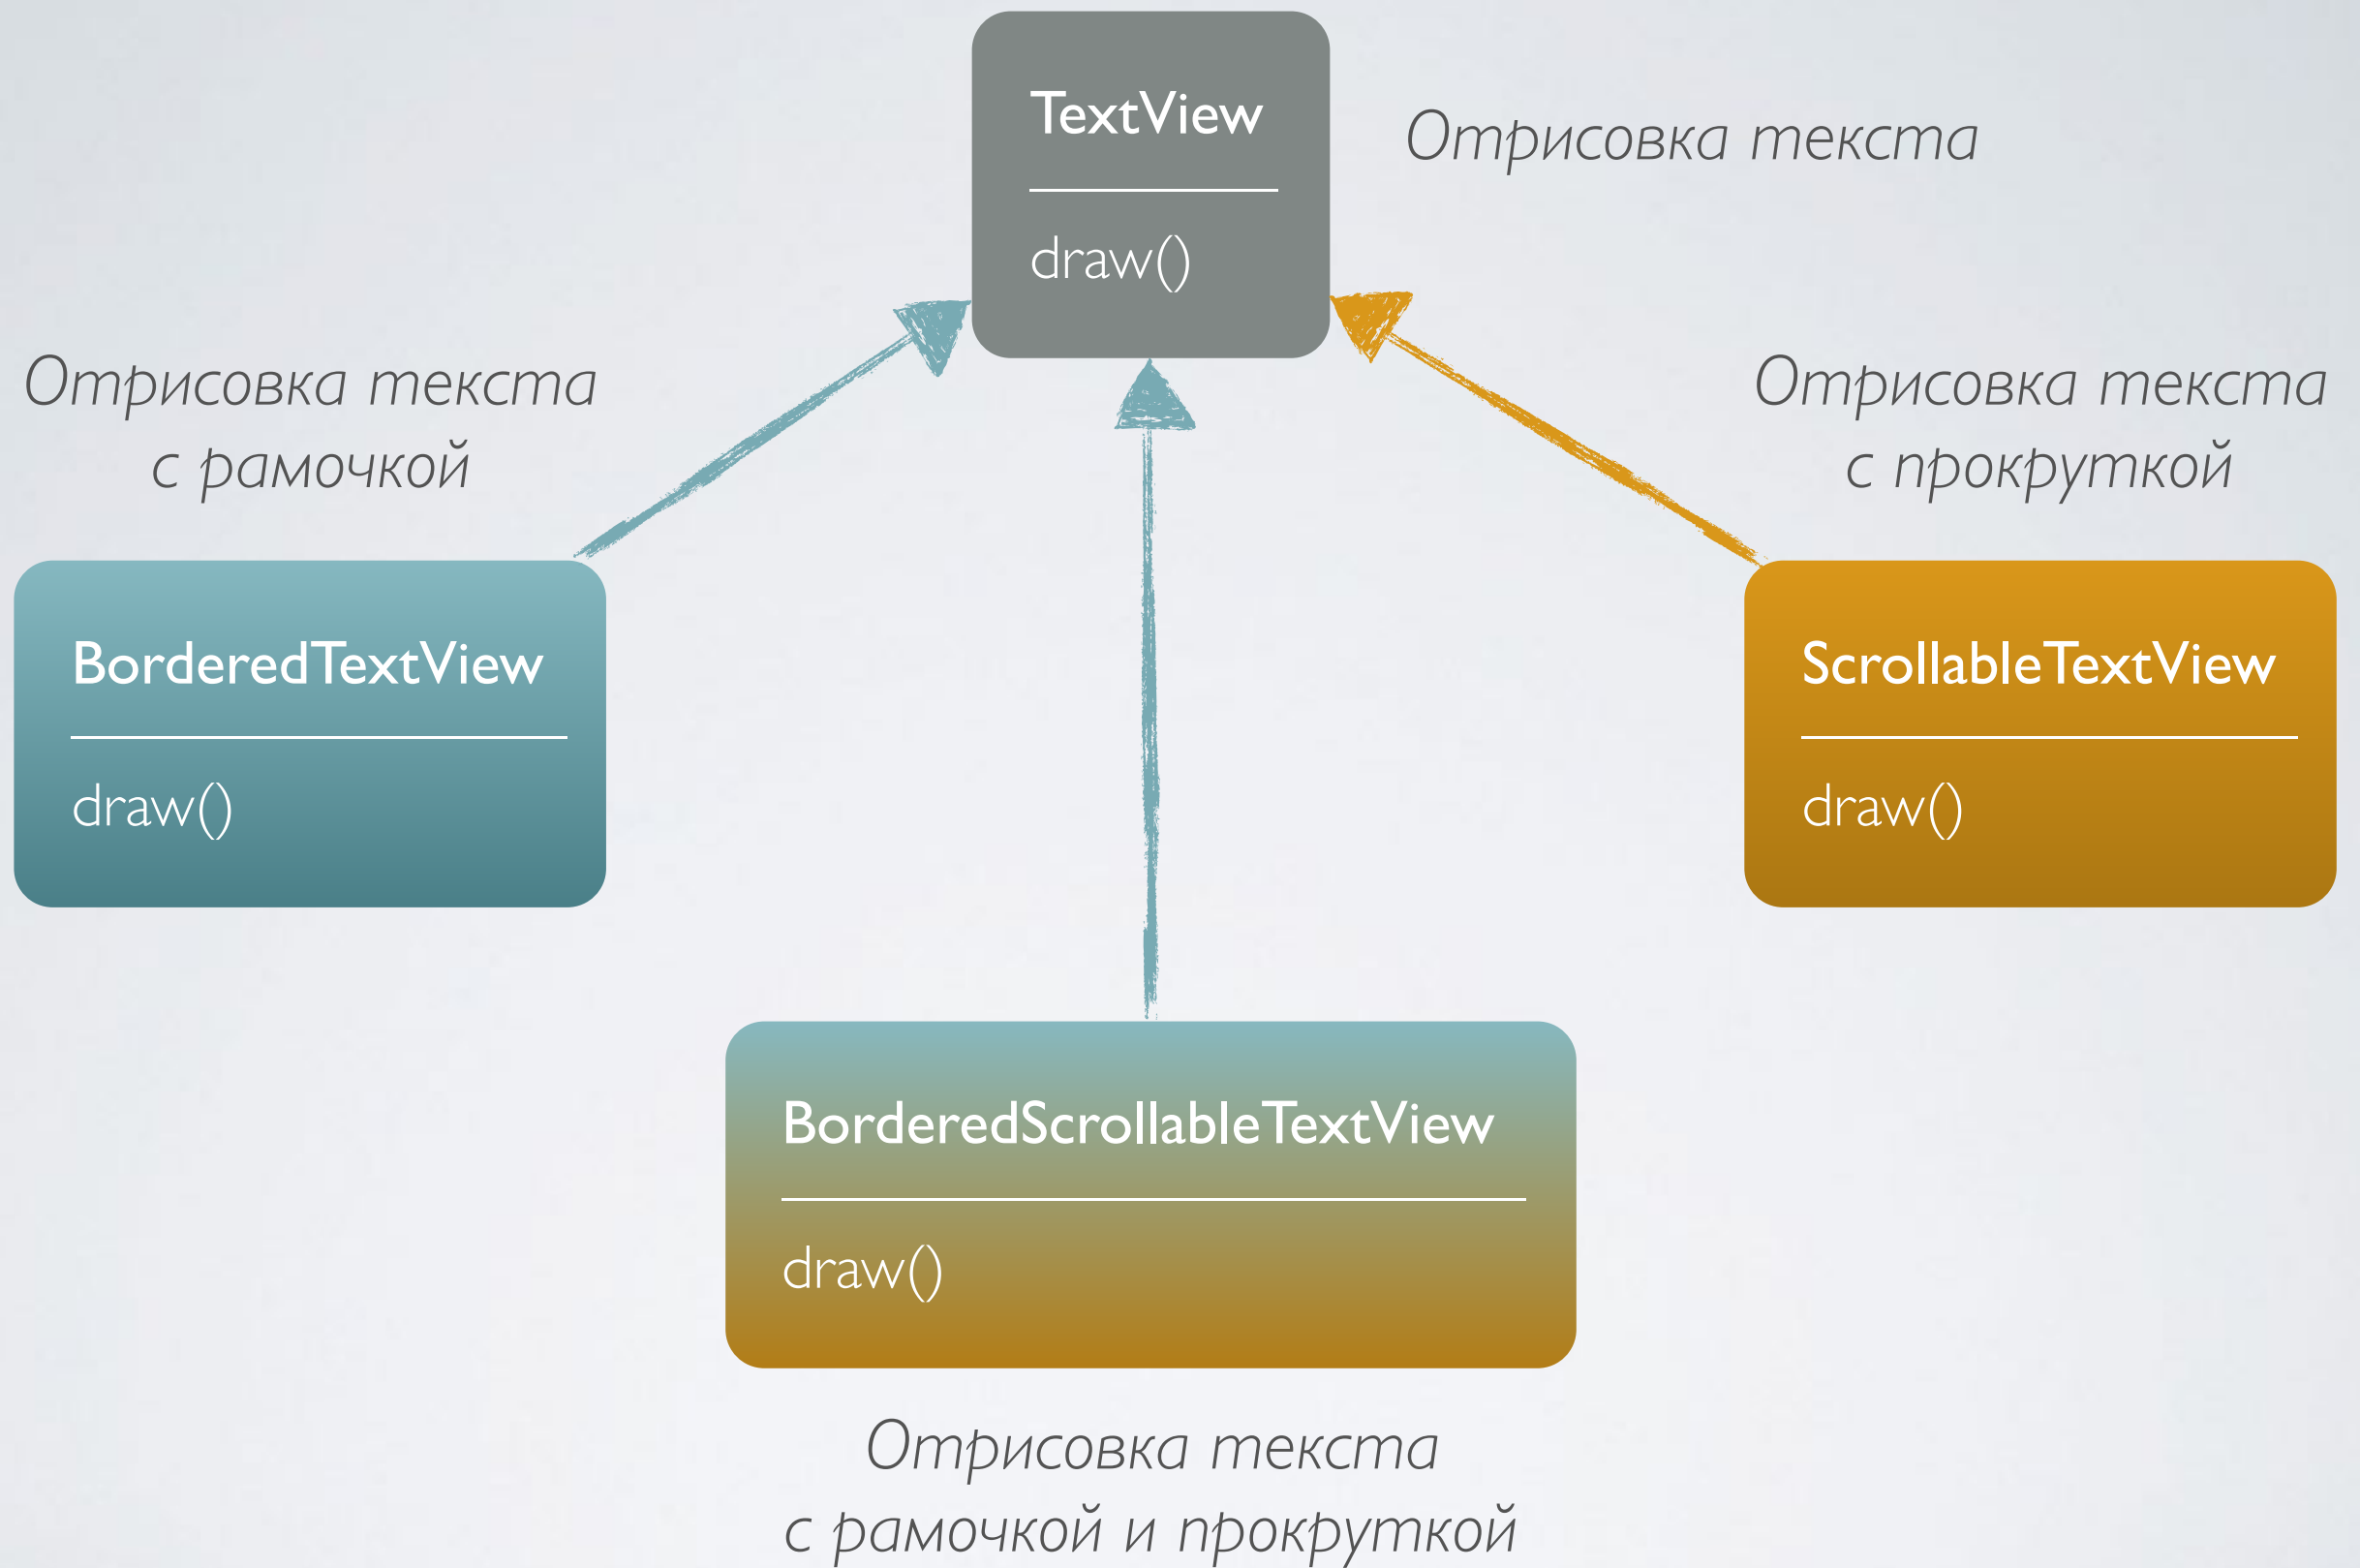 TextView
draw()
Отрисовка текста
Отрисовка текста
с рамочкой
Отрисовка текста
с прокруткой
BorderedTextView
draw()
ScrollableTextView
draw()
BorderedScrollableTextView
draw()
Отрисовка текста
с рамочкой и прокруткой